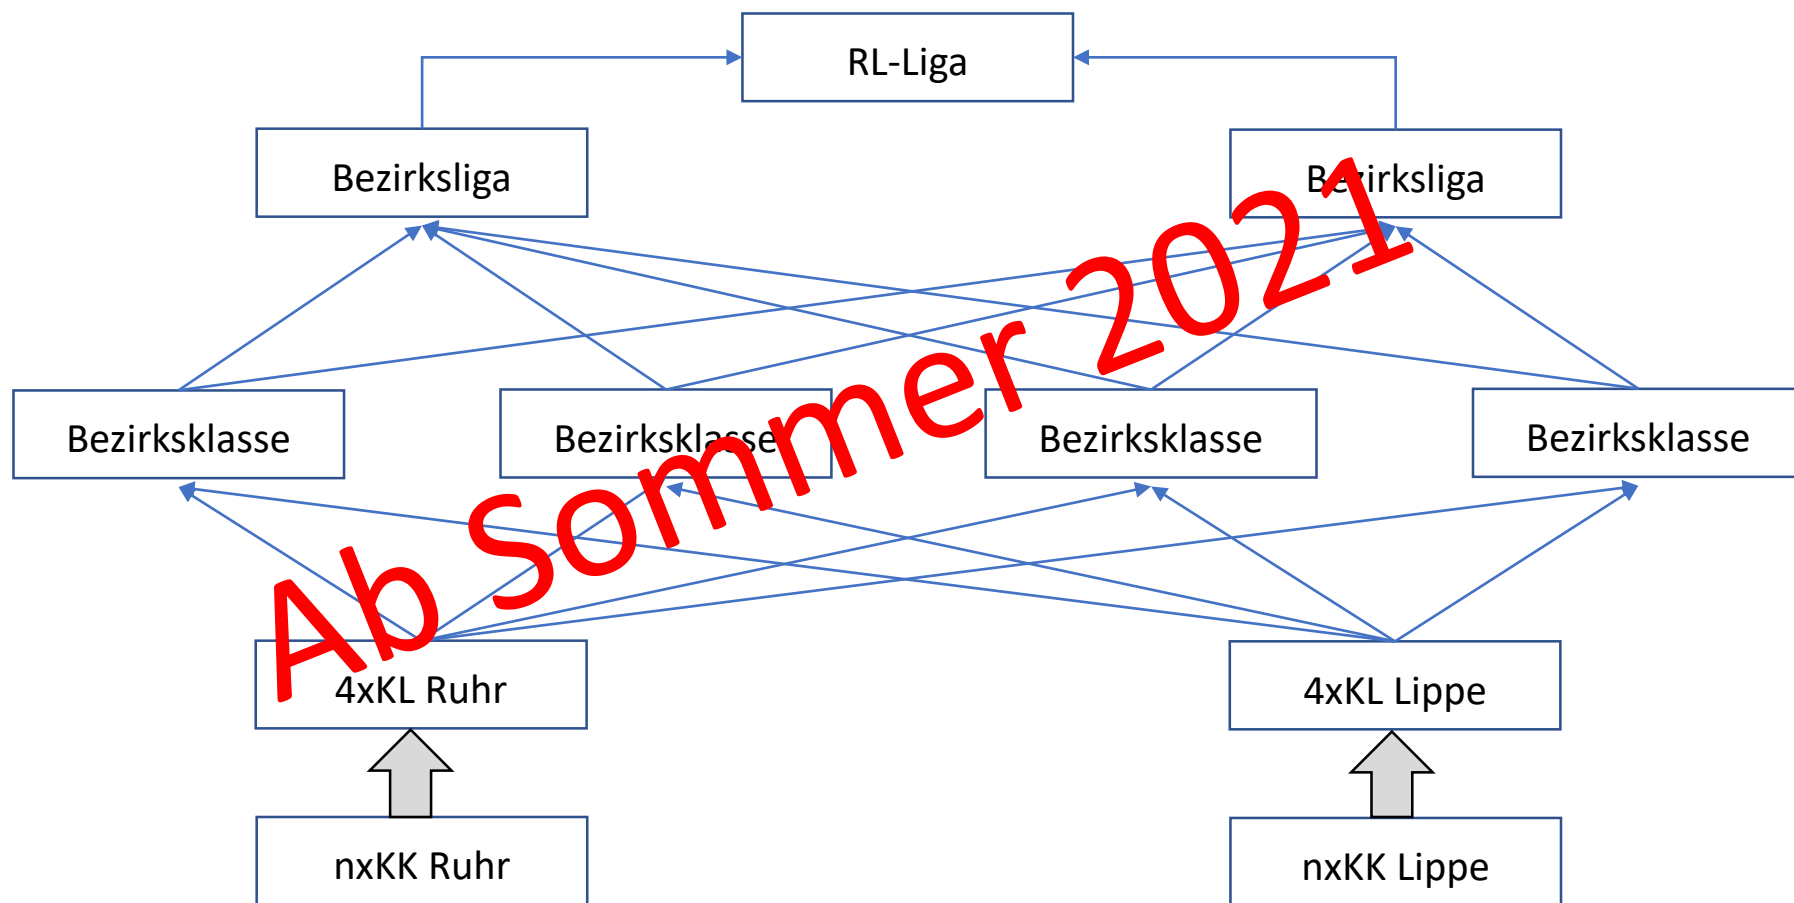 RL-Liga
Bezirksliga
Bezirksliga
Ab Sommer 2021
Bezirksklasse
Bezirksklasse
Bezirksklasse
Bezirksklasse
4xKL Ruhr
4xKL Lippe
nxKK Ruhr
nxKK Lippe